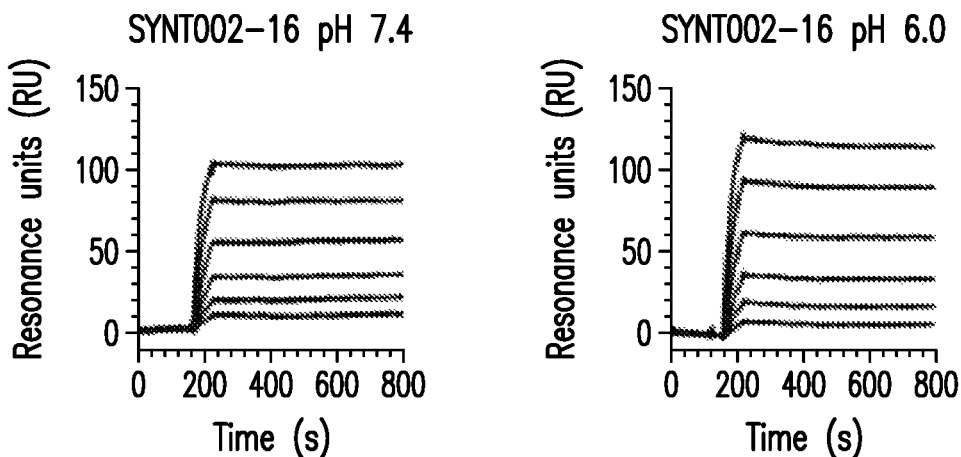 SYNT002-16 pH 7.4
Resonance units (RU)
150
100
50
0
0 200 400 600 800
Time (s)
SYNT002-16 pH 6.0
Resonance units (RU)
150
100
50
0
0 200 400 600 800
Time (s)